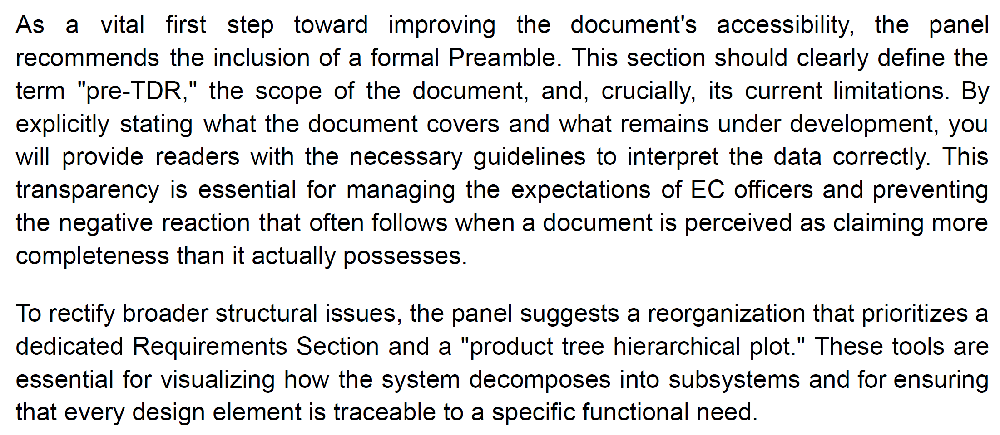 As a vital first step toward improving the document's accessibility, the panel
recommends the inclusion of a formal Preamble. This section should clearly define the
term "pre-TDR," the scope of the document, and, crucially, its current limitations. By
explicitly stating what the document covers and what remains under development, you
will provide readers with the necessary guidelines to interpret the data correctly. This
transparency is essential for managing the expectations of EC officers and preventing
the negative reaction that often follows when a document is perceived as claiming more
completeness than it actually possesses.
To rectify broader structural issues, the panel suggests a reorganization that prioritizes a
dedicated Requirements Section and a "product tree hierarchical plot." These tools are
essential for visualizing how the system decomposes into subsystems and for ensuring
that every design element is traceable to a specific functional need.